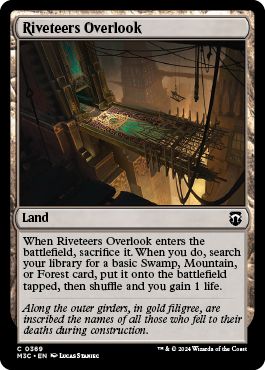 Riveteers Overlook
Land
When Riveteers Overlook enters the
battlefield, sacrifice it. When you do, search
your library for a basic Swamp, Mountain,
or Forest card, put it onto the battlefield
tapped, then shuffle and you gain 1 life.
Along the outer girders, in gold filigree, are
inscribed the names of all those who fell to their
deaths during construction.
C 0369
M3C • EN Lucas Staniec
™ & © 2024 Wizards of the Coast